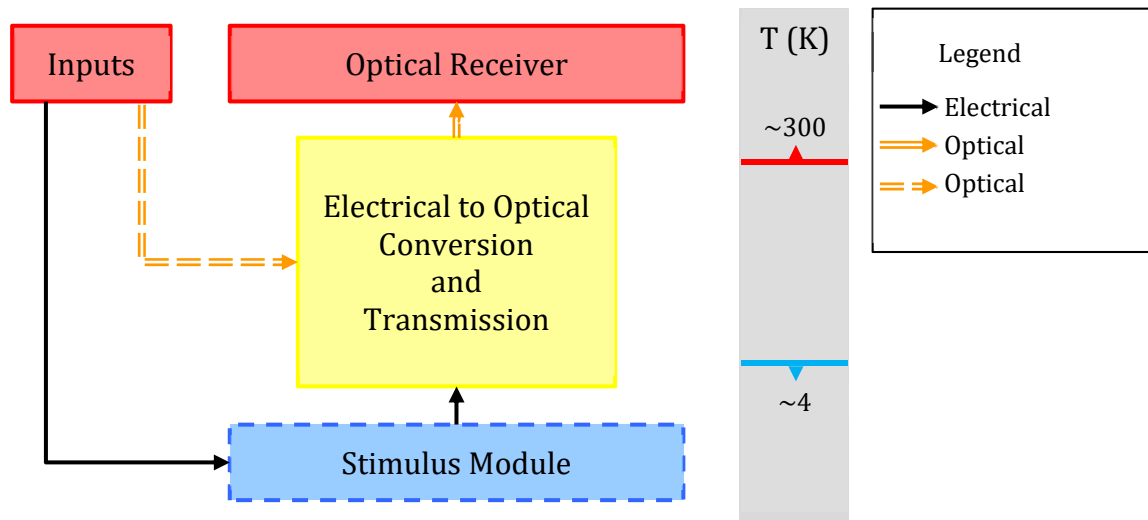 Inputs
Optical Receiver
Electrical to Optical
Conversion
and
Transmission
Stimulus Module
T (K)
~300
~4
Legend
Electrical
Optical
Optical